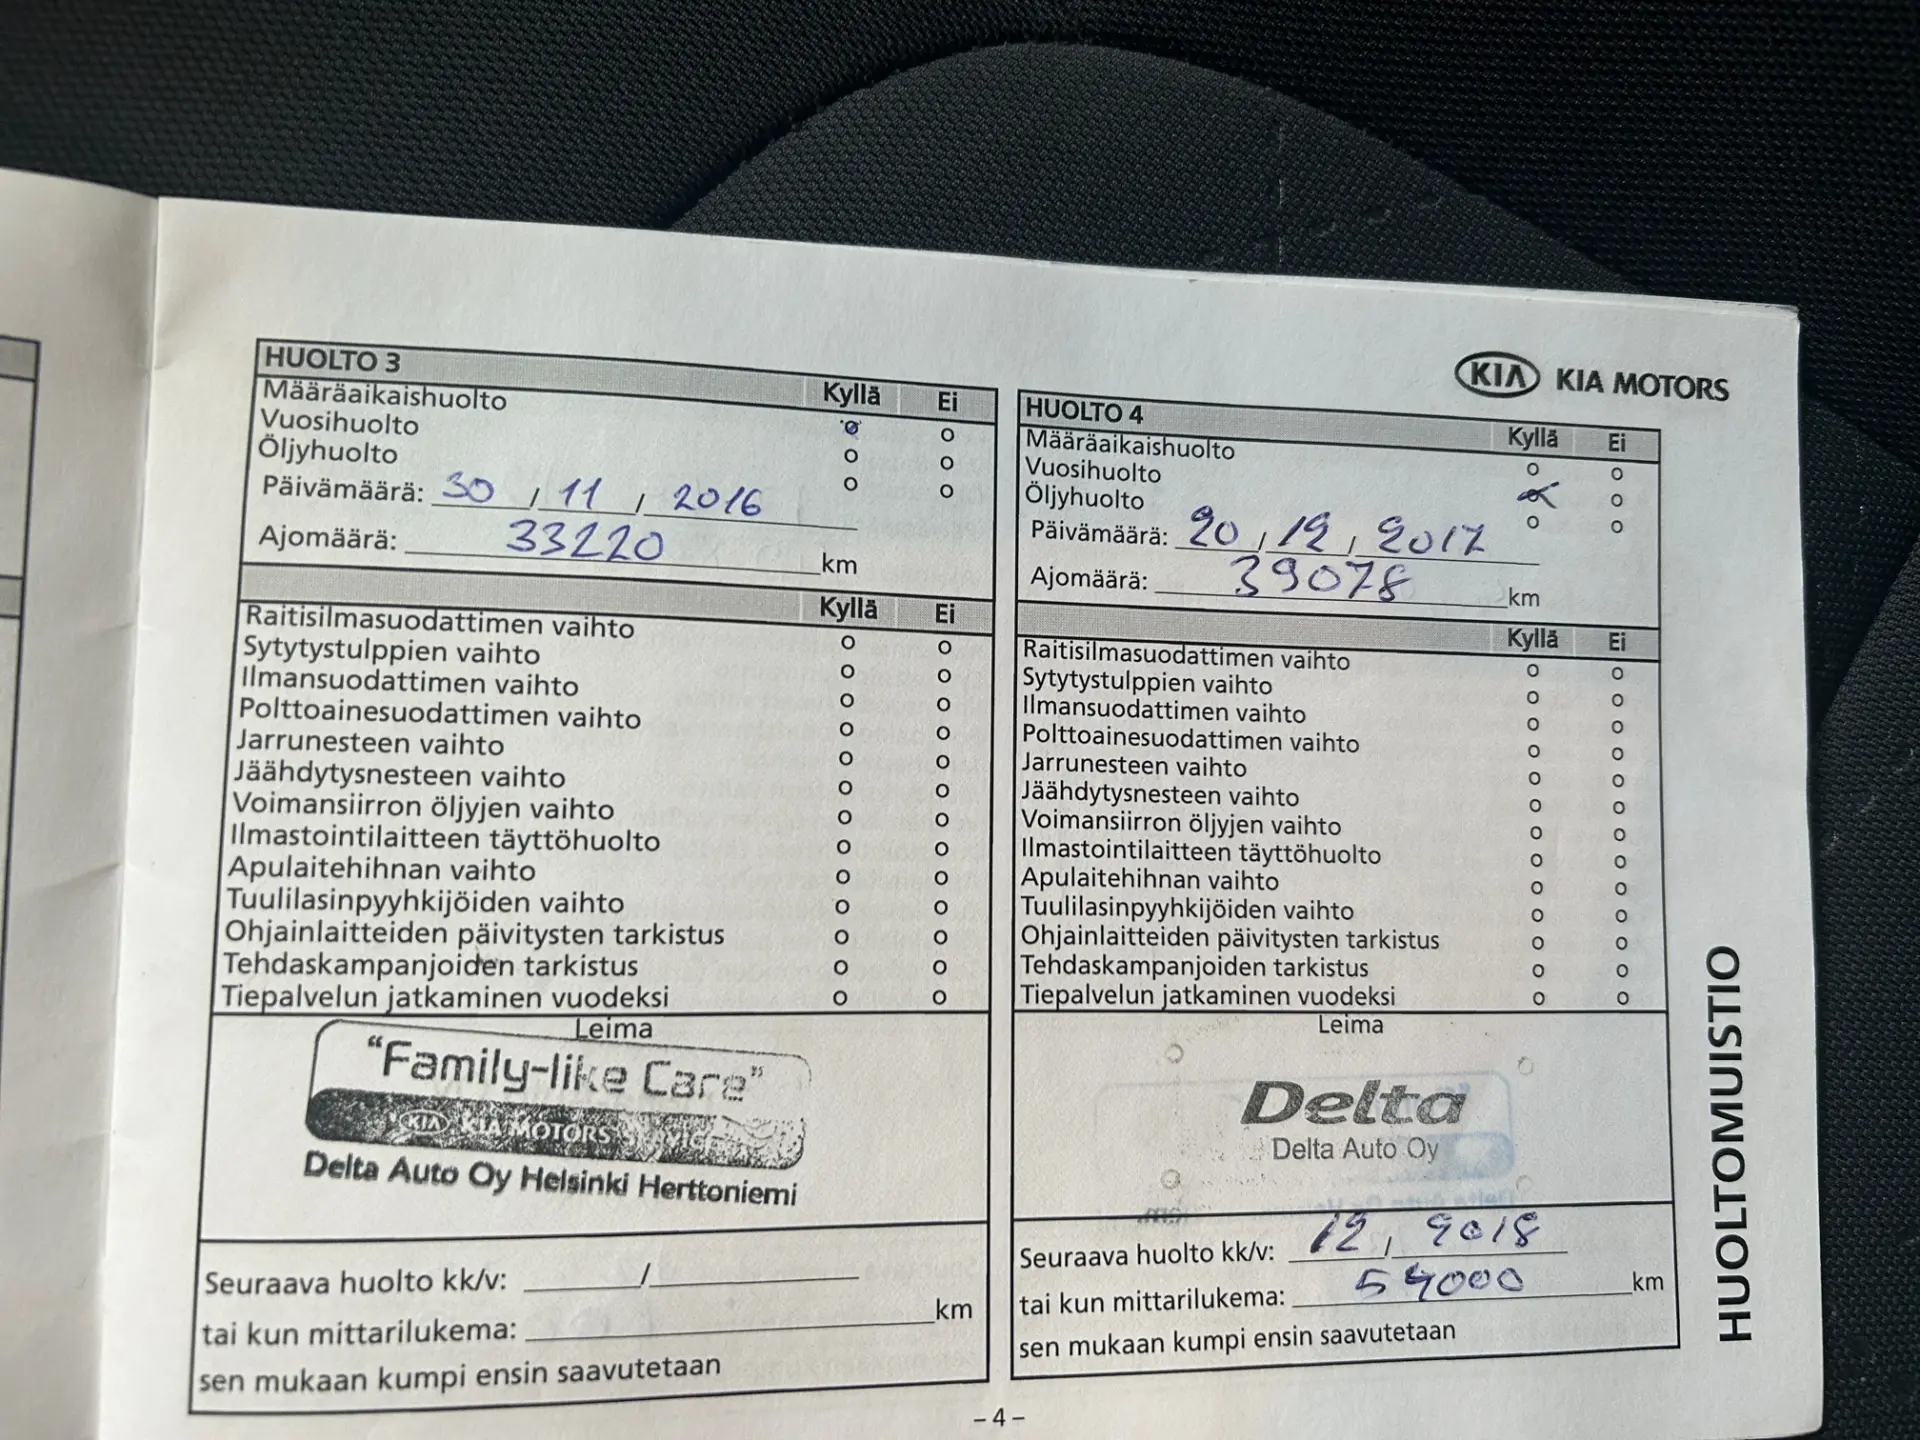 HUOLTO 3
Kyllä Ei
Määräaikaishuolto o o
Vuosihuolto o o
Öljyhuolto o o
Päivämäärä: 30 / 11 / 2016
Ajomäärä: 33220 km
Kyllä Ei
Raitisilmasuodattimen vaihto o o
Sytytystulppien vaihto o o
Ilmansuodattimen vaihto o o
Polttoainesuodattimen vaihto o o
Jarrunesteen vaihto o o
Jäähdytysnesteen vaihto o o
Voimansiirron öljyjen vaihto o o
Ilmastointilaitteen täyttöhuolto o o
Apulaitehihnan vaihto o o
Tuulilasinpyyhkijöiden vaihto o o
Ohjainlaitteiden päivitysten tarkistus o o
Tehdaskampanjoiden tarkistus o o
Tiepalvelun jatkaminen vuodeksi o o
Leima
"Family-like Care"
KIA KIA MOTORS
Delta Auto Oy Helsinki Herttoniemi
Seuraava huolto kk/v: /
tai kun mittarilukema: km
sen mukaan kumpi ensin saavutetaan
KIA KIA MOTORS
HUOLTO 4
Kyllä Ei
Määräaikaishuolto o o
Vuosihuolto o o
Öljyhuolto o o
Päivämäärä: 20 / 12 / 2017
Ajomäärä: 39078 km
Kyllä Ei
Raitisilmasuodattimen vaihto o o
Sytytystulppien vaihto o o
Ilmansuodattimen vaihto o o
Polttoainesuodattimen vaihto o o
Jarrunesteen vaihto o o
Jäähdytysnesteen vaihto o o
Voimansiirron öljyjen vaihto o o
Ilmastointilaitteen täyttöhuolto o o
Apulaitehihnan vaihto o o
Tuulilasinpyyhkijöiden vaihto o o
Ohjainlaitteiden päivitysten tarkistus o o
Tehdaskampanjoiden tarkistus o o
Tiepalvelun jatkaminen vuodeksi o o
Leima
Delta
Delta Auto Oy
Seuraava huolto kk/v: 12 / 2018
tai kun mittarilukema: 54000 km
sen mukaan kumpi ensin saavutetaan
HUOLTOMUISTIO
– 4 –